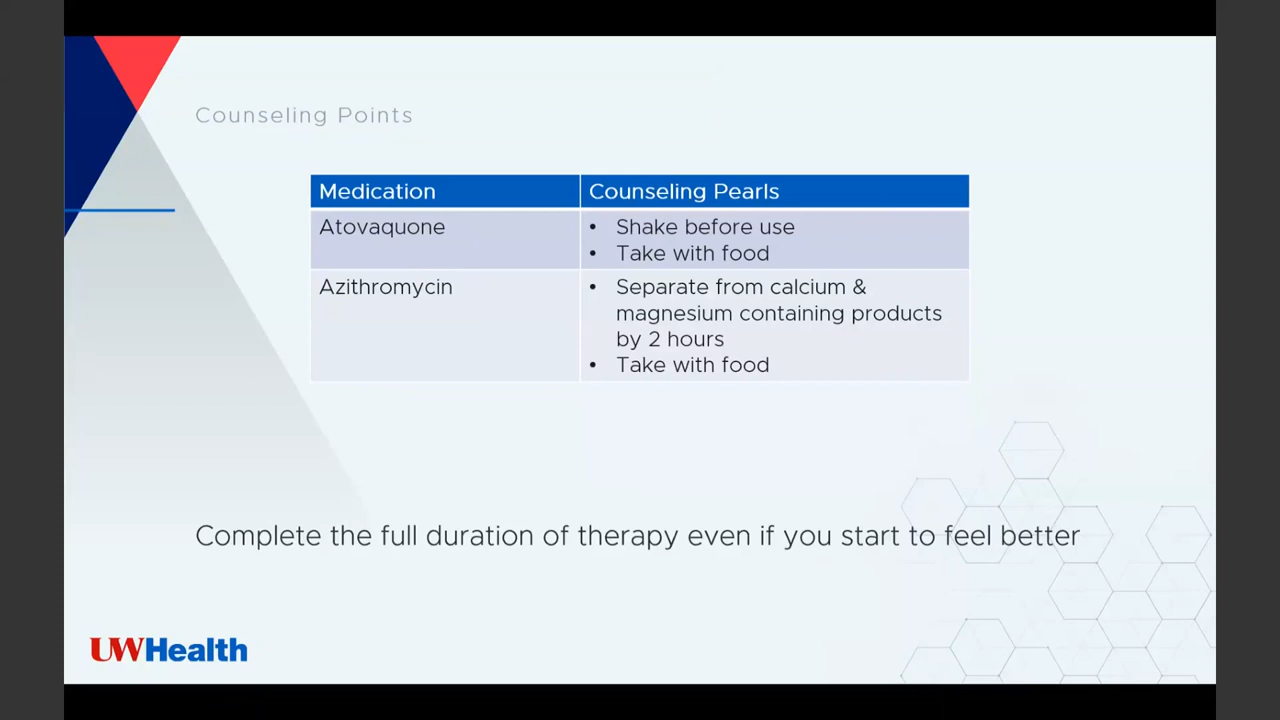 Counseling Points
Medication
Counseling Pearls
Atovaquone
• Shake before use
• Take with food
Azithromycin
• Separate from calcium &
magnesium containing products
by 2 hours
• Take with food
Complete the full duration of therapy even if you start to feel better
UWHealth